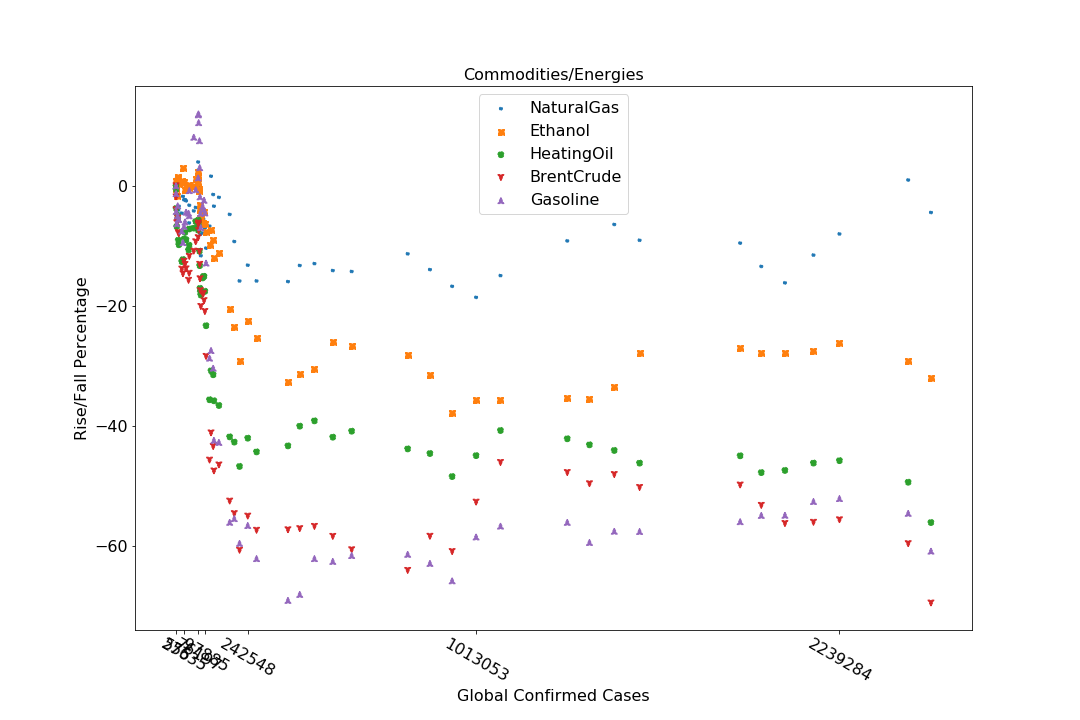 Commodities/Energies
NaturalGas
Ethanol
HeatingOil
BrentCrude
Gasoline
0
−20
−40
−60
Rise/Fall Percentage
242548
1013053
2239284
Global Confirmed Cases